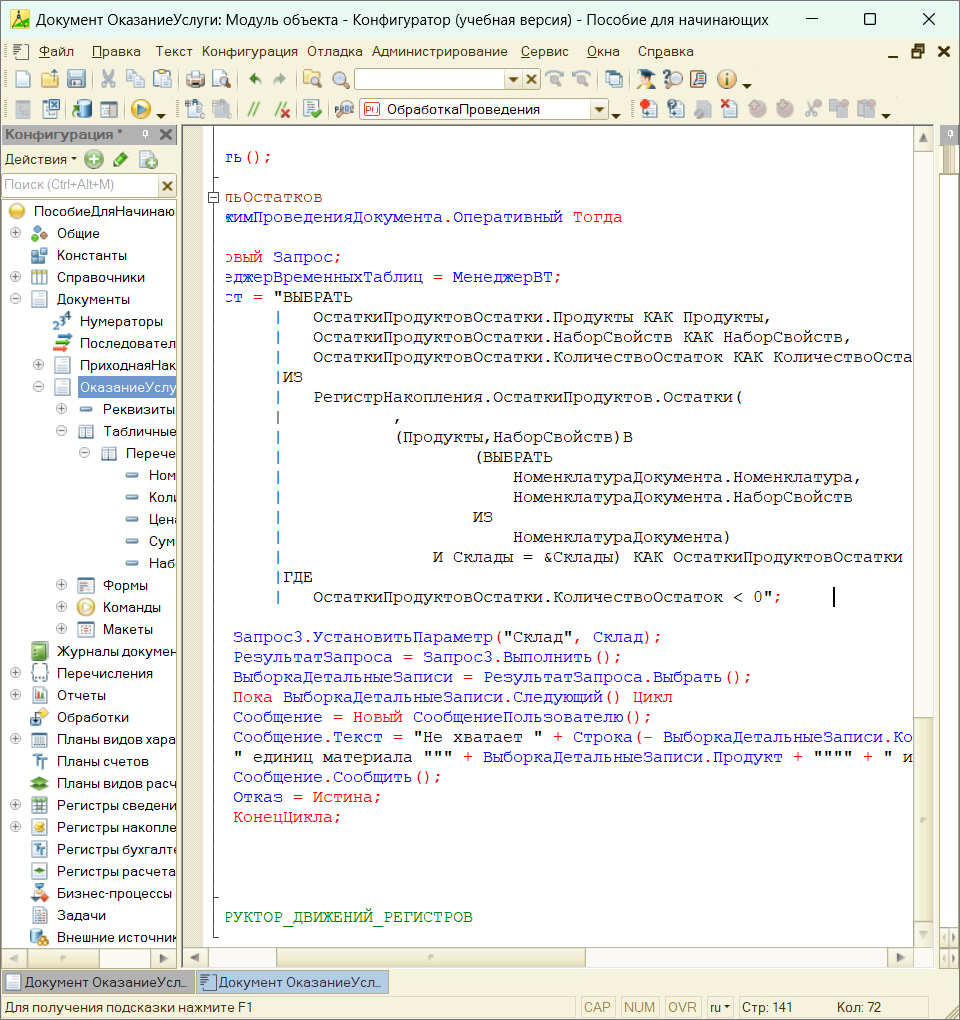 Документ ОказаниеУслуги: Модуль объекта - Конфигуратор (учебная версия) - Пособие для начинающих
Файл Правка Текст Конфигурация Отладка Администрирование Сервис Окна Справка
ОбработкаПроведения
Конфигурация *
Действия
Поиск (Ctrl+Alt+M)
ПособиеДляНачинаю
Общие
Константы
Справочники
Документы
Нумераторы
Последовател
ПриходнаяНак
ОказаниеУслу
Реквизиты
Табличные
Перече
Ном
Коли
Цена
Сум
Наб
Формы
Команды
Макеты
Журналы докумен
Перечисления
Отчеты
Обработки
Планы видов хара
Планы счетов
Планы видов расч
Регистры сведени
Регистры накопле
Регистры бухгалте
Регистры расчета
Бизнес-процессы
Задачи
Внешние источник
ть();
льОстатков
жимПроведенияДокумента.Оперативный Тогда
овый Запрос;
еджерВременныхТаблиц = МенеджерВТ;
ст = "ВЫБРАТЬ
| ОстаткиПродуктовОстатки.Продукты КАК Продукты,
| ОстаткиПродуктовОстатки.НаборСвойств КАК НаборСвойств,
| ОстаткиПродуктовОстатки.КоличествоОстаток КАК КоличествоОста
|ИЗ
| РегистрНакопления.ОстаткиПродуктов.Остатки(
| ,
| (Продукты,НаборСвойств)В
| (ВЫБРАТЬ
| НоменклатураДокумента.Номенклатура,
| НоменклатураДокумента.НаборСвойств
| ИЗ
| НоменклатураДокумента)
| И Склады = &Склады) КАК ОстаткиПродуктовОстатки
|ГДЕ
| ОстаткиПродуктовОстатки.КоличествоОстаток < 0";
Запрос3.УстановитьПараметр("Склад", Склад);
РезультатЗапроса = Запрос3.Выполнить();
ВыборкаДетальныеЗаписи = РезультатЗапроса.Выбрать();
Пока ВыборкаДетальныеЗаписи.Следующий() Цикл
Сообщение = Новый СообщениеПользователю();
Сообщение.Текст = "Не хватает " + Строка(- ВыборкаДетальныеЗаписи.Ко
" единиц материала """ + ВыборкаДетальныеЗаписи.Продукт + """" + " и
Сообщение.Сообщить();
Отказ = Истина;
КонецЦикла;
РУКТОР_ДВИЖЕНИЙ_РЕГИСТРОВ
Документ ОказаниеУсл... Документ ОказаниеУсл...
Для получения подсказки нажмите F1 CAP NUM OVR ru Стр: 141 Кол: 72